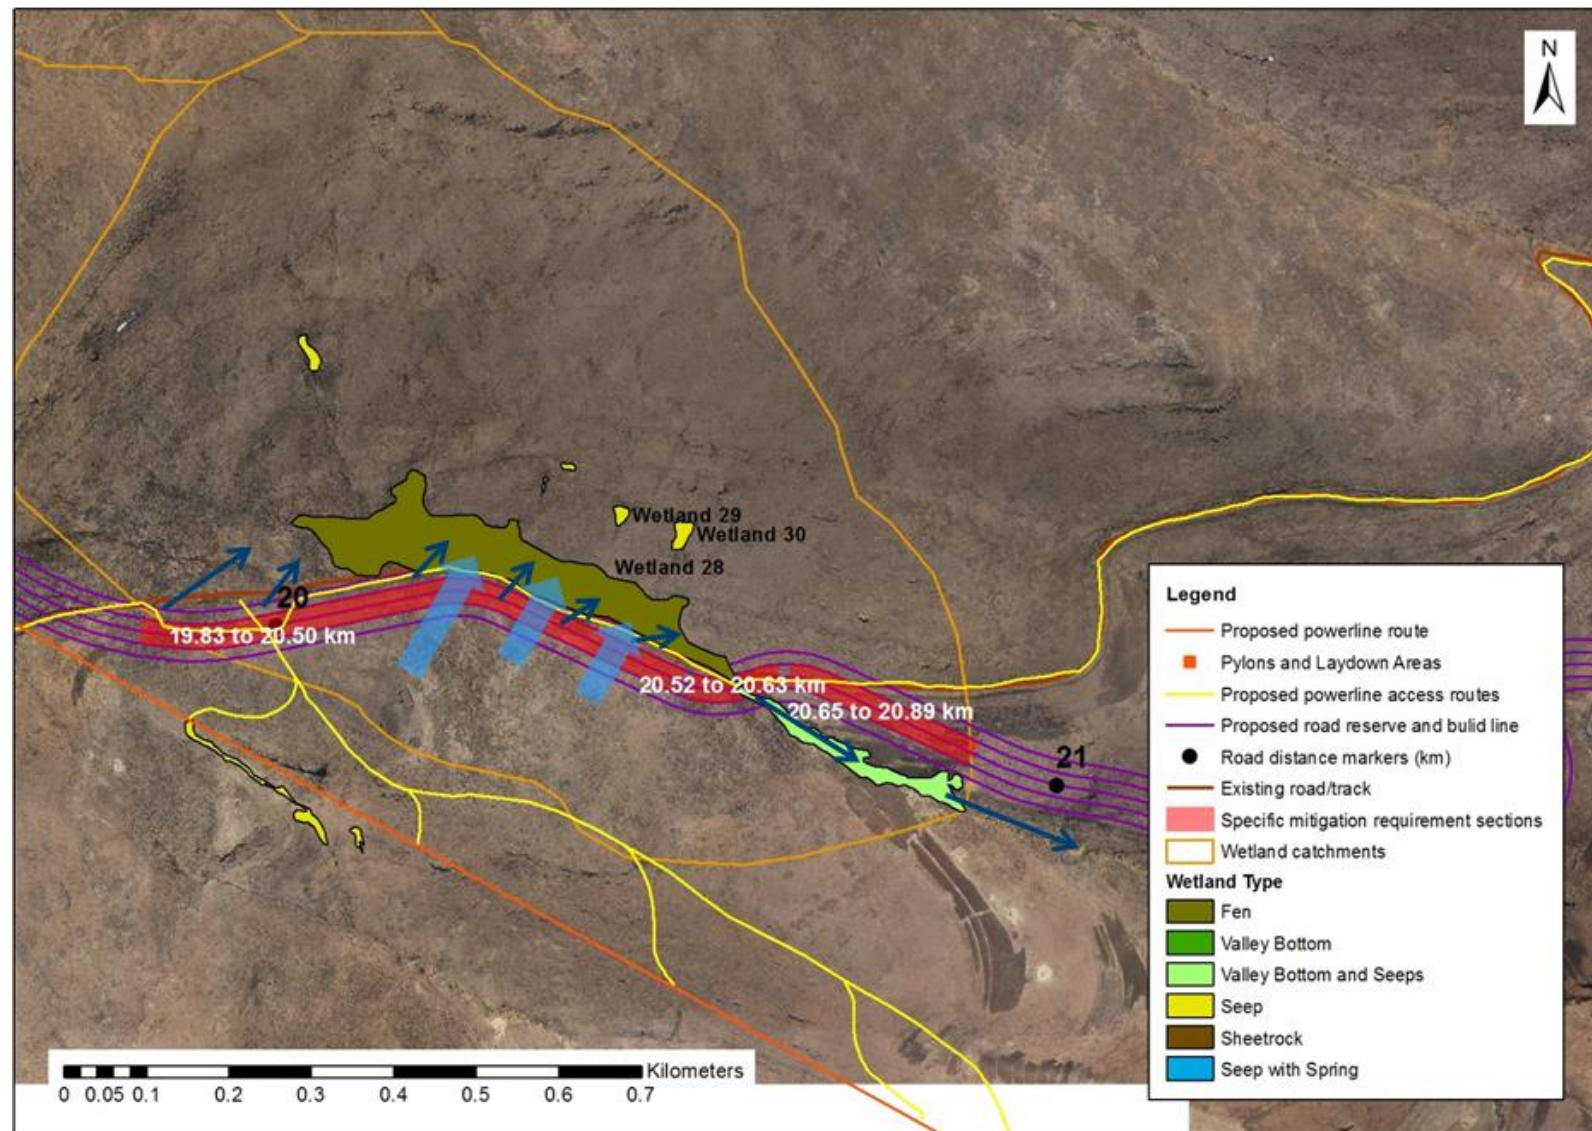 N
Wetland 29
Wetland 30
Wetland 28
20
19.83 to 20.50 km
20.52 to 20.63 km
20.65 to 20.89 km
21
Legend
Proposed powerline route
Pylons and Laydown Areas
Proposed powerline access routes
Proposed road reserve and bulid line
Road distance markers (km)
Existing road/track
Specific mitigation requirement sections
Wetland catchments
Wetland Type
Fen
Valley Bottom
Valley Bottom and Seeps
Seep
Sheetrock
Seep with Spring
Kilometers
0 0.05 0.1 0.2 0.3 0.4 0.5 0.6 0.7